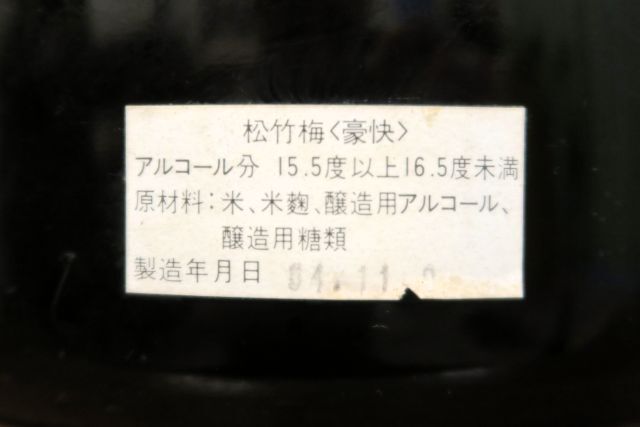 松竹梅〈豪快〉
アルコール分 15.5度以上16.5度未満
原材料:米、米麹、醸造用アルコール、
醸造用糖類
製造年月日 84.11.